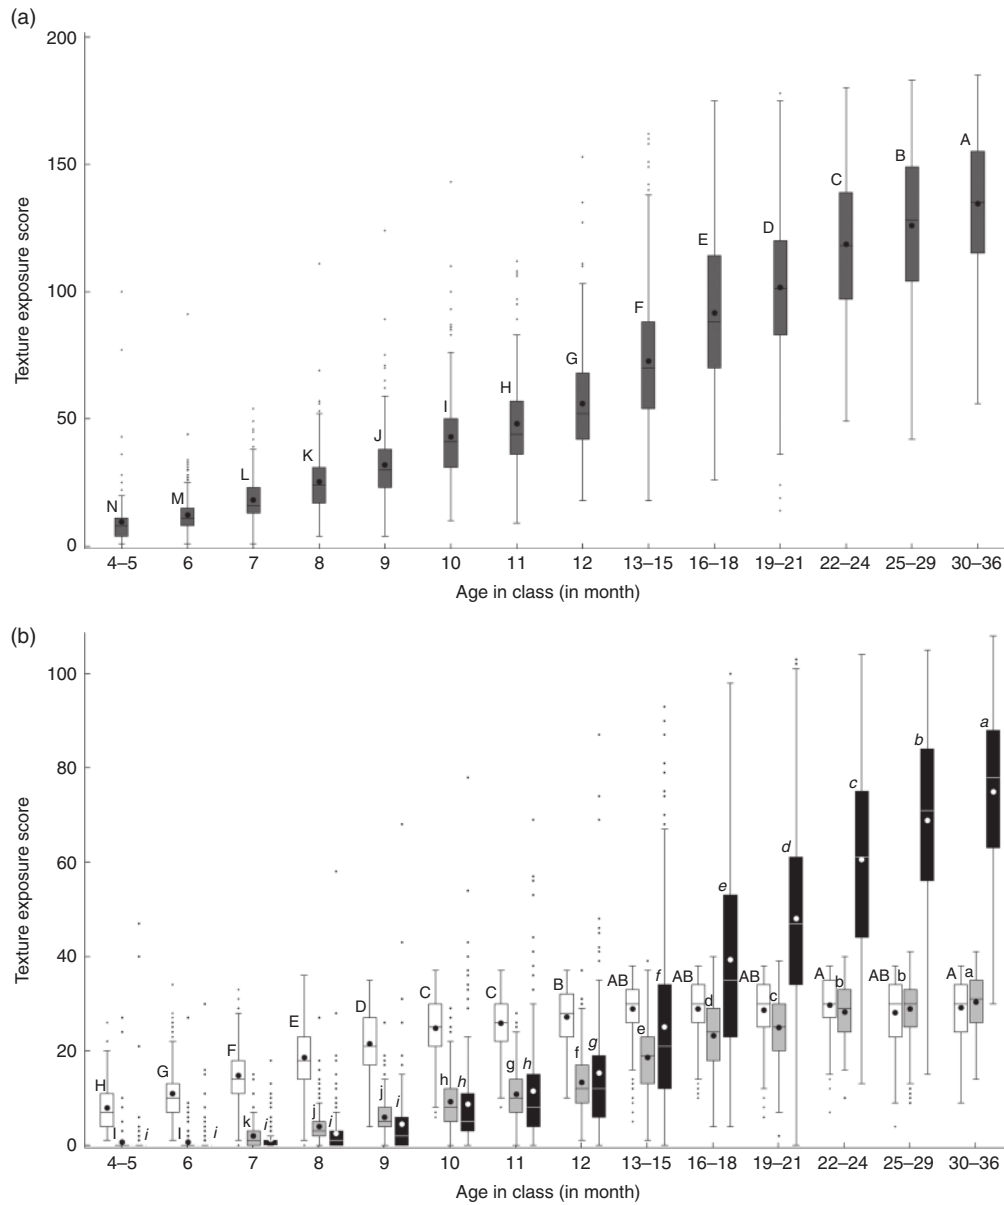 (a)
200
150
100
50
0
Texture exposure score
N
M
L
K
J
I
H
G
F
E
D
C
B
A
4–5
6
7
8
9
10
11
12
13–15
16–18
19–21
22–24
25–29
30–36
Age in class (in month)
(b)
100
80
60
40
20
0
Texture exposure score
H
l
i
G
l
i
F
k
i
E
j
i
D
j
i
C
h
h
C
g
h
B
f
g
AB
e
f
AB
d
e
AB
c
d
A
b
c
AB
b
b
A
a
a
4–5
6
7
8
9
10
11
12
13–15
16–18
19–21
22–24
25–29
30–36
Age in class (in month)